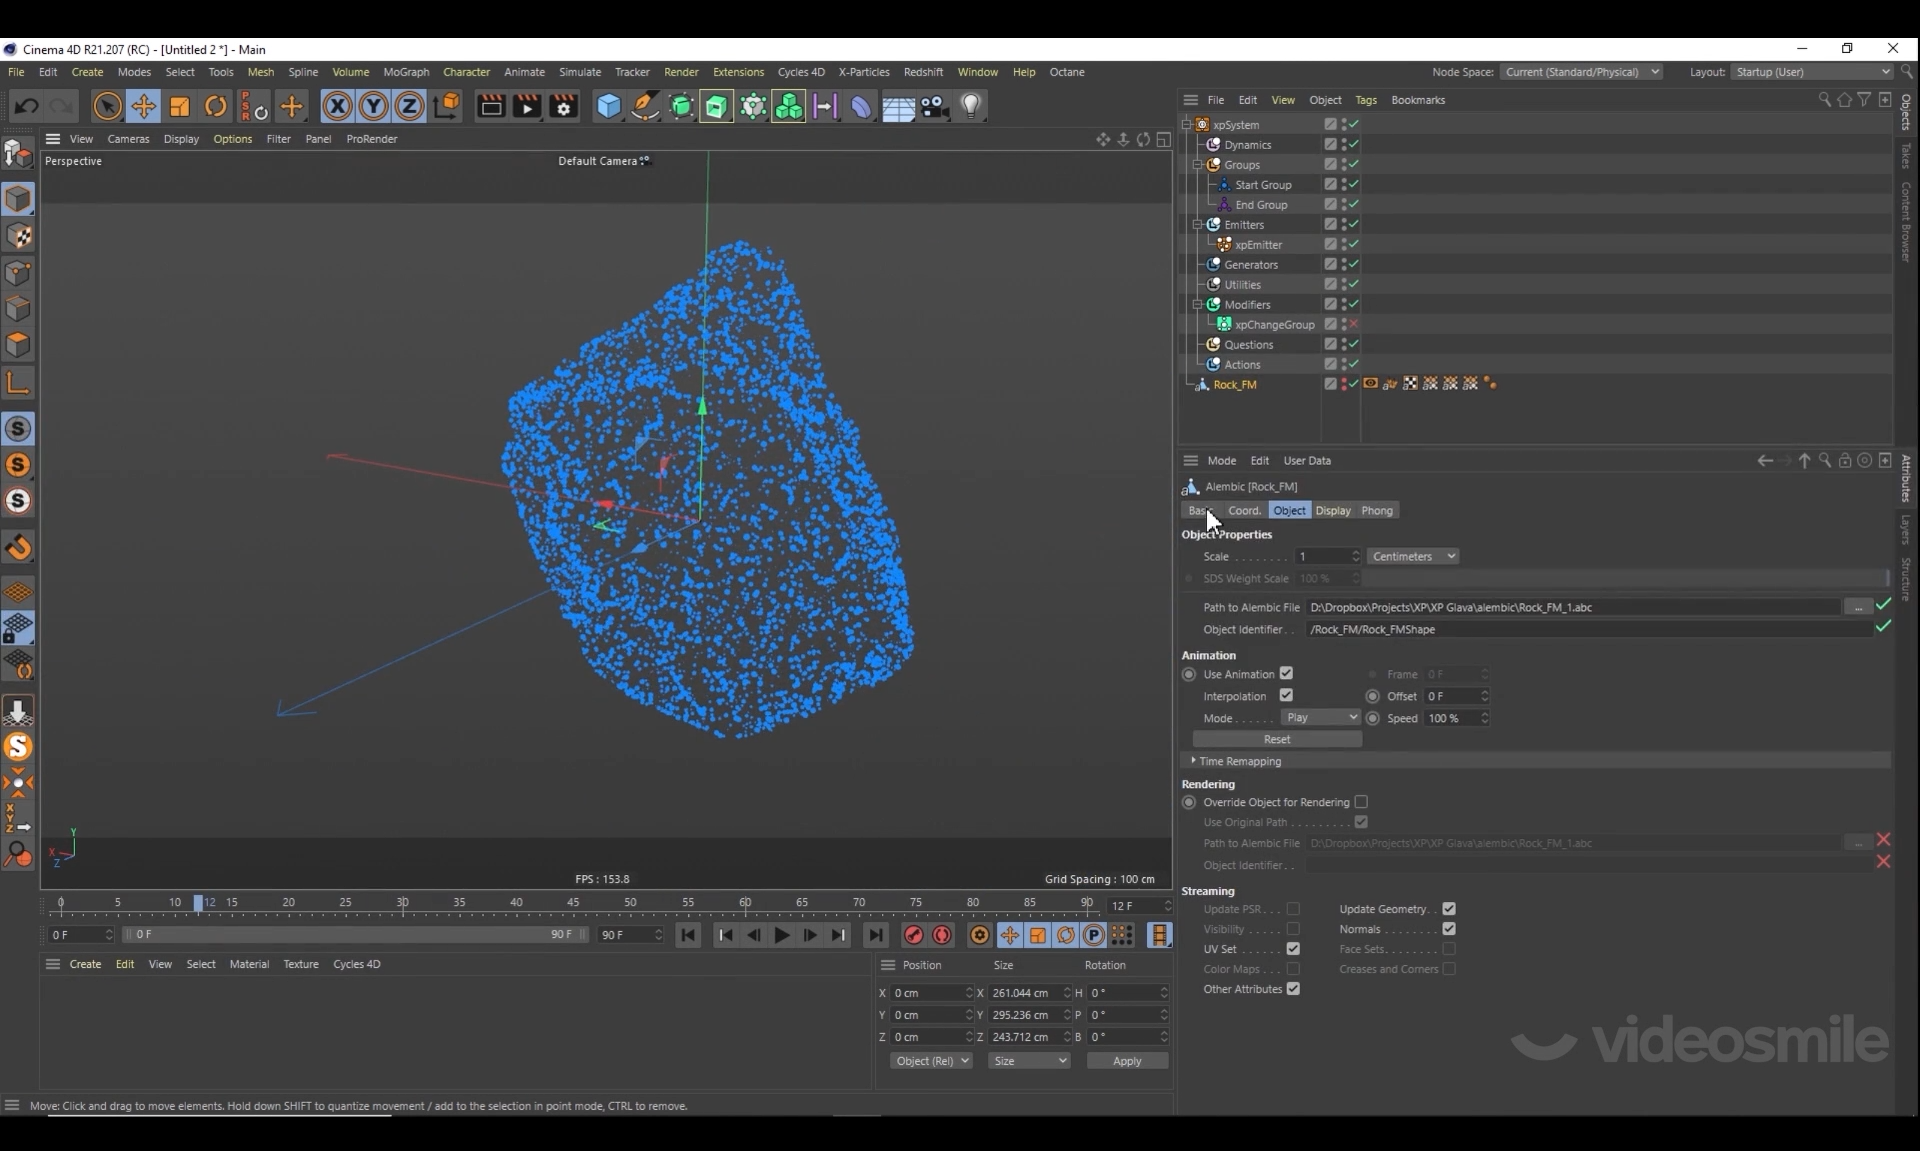 Cinema 4D R21.207 (RC) - [Untitled 2 *] - Main
File Edit Create Modes Select Tools Mesh Spline Volume MoGraph Character Animate Simulate Tracker Render Extensions Cycles 4D X-Particles Redshift Window Help Octane
Node Space: Current (Standard/Physical) Layout: Startup (User)
View Cameras Display Options Filter Panel ProRender
Perspective
Default Camera
FPS : 153.8
Grid Spacing : 100 cm
0 5 10 12 15 20 25 30 35 40 45 50 55 60 65 70 75 80 85 90 12 F
0 F 0 F 90 F 90 F
Create Edit View Select Material Texture Cycles 4D
Position Size Rotation
X 0 cm X 261.044 cm H 0 °
Y 0 cm Y 295.236 cm P 0 °
Z 0 cm Z 243.712 cm B 0 °
Object (Rel) Size Apply
Move: Click and drag to move elements. Hold down SHIFT to quantize movement / add to the selection in point mode, CTRL to remove.
File Edit View Object Tags Bookmarks
xpSystem
Dynamics
Groups
Start Group
End Group
Emitters
xpEmitter
Generators
Utilities
Modifiers
xpChangeGroup
Questions
Actions
Rock_FM
Objects
Takes
Content Browser
Mode Edit User Data
Alembic [Rock_FM]
Coord. Object Display Phong
Object Properties
Scale 1 Centimeters
SDS Weight Scale 100 %
Path to Alembic File D:\Dropbox\Projects\XP\XP Glava\alembic\Rock_FM_1.abc ...
Object Identifier . . /Rock_FM/Rock_FMShape
Animation
Use Animation Frame 0 F
Interpolation Offset 0 F
Mode Play Speed 100 %
Reset
Time Remapping
Rendering
Override Object for Rendering
Use Original Path
Path to Alembic File D:\Dropbox\Projects\XP\XP Glava\alembic\Rock_FM_1.abc ...
Object Identifier . .
Streaming
Update PSR Update Geometry
Visibility Normals
UV Set Face Sets
Color Maps Creases and Corners
Other Attributes
Attributes
Layers
Structure
videosmile
X
Y
Z